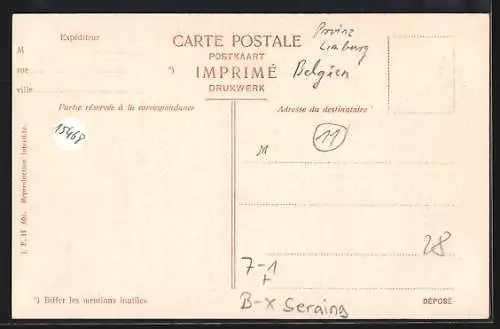 Expéditeur
M
rue
ville
*)
CARTE POSTALE
POSTKAART
IMPRIMÉ
DRUKWERK
Provinz
Limburg
Belgien
Partie réservée à la correspondance
Adresse du destinataire
15468
11
M
Reproduction interdite.
28
7-1
+
B-X Seraing
*) Biffer les mentions inutiles
DÉPOSÉ